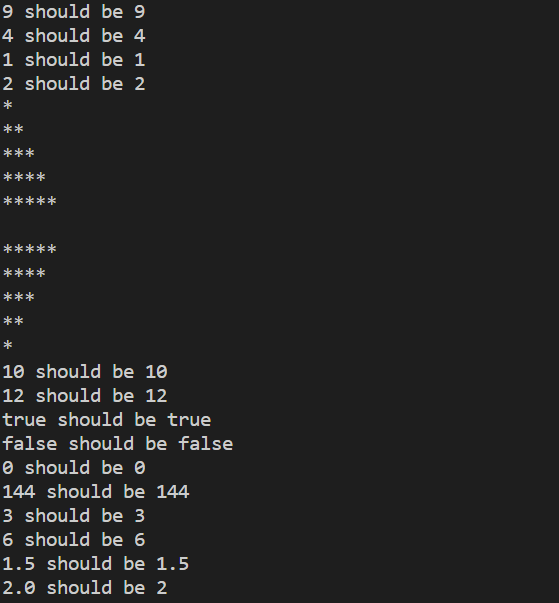 9 should be 9
4 should be 4
1 should be 1
2 should be 2
*
**
***
****
*****

*****
****
***
**
*
10 should be 10
12 should be 12
true should be true
false should be false
0 should be 0
144 should be 144
3 should be 3
6 should be 6
1.5 should be 1.5
2.0 should be 2